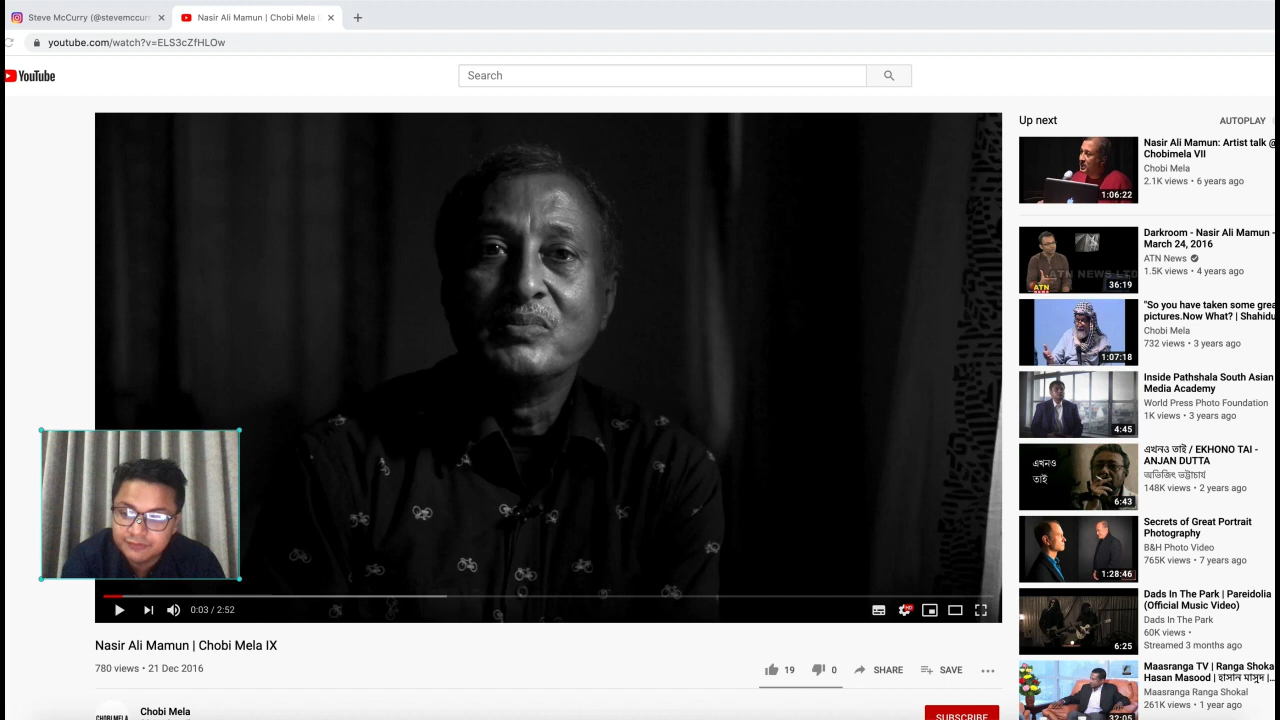 Steve McCurry (@stevemccurr
Nasir Ali Mamun | Chobi Mela
youtube.com/watch?v=ELS3cZfHLOw
YouTube
Search
Up next
AUTOPLAY
1:06:22
Nasir Ali Mamun: Artist talk @
Chobimela VII
Chobi Mela
2.1K views • 6 years ago
ATN NEWS LTD
ATN
36:19
Darkroom - Nasir Ali Mamun -
March 24, 2016
ATN News
1.5K views • 4 years ago
1:07:18
"So you have taken some grea
pictures.Now What? | Shahidu
Chobi Mela
732 views • 3 years ago
4:45
Inside Pathshala South Asian
Media Academy
World Press Photo Foundation
1K views • 3 years ago
এখনও
তাই
6:43
এখনও তাই / EKHONO TAI -
ANJAN DUTTA
অভিজিৎ ভট্টাচার্য
148K views • 2 years ago
1:28:46
Secrets of Great Portrait
Photography
B&H Photo Video
765K views • 7 years ago
6:25
Dads In The Park | Pareidolia
(Official Music Video)
Dads In The Park
60K views •
Streamed 3 months ago
32:05
Maasranga TV | Ranga Shoka
Hasan Masood | হাসান মাসুদ |...
Maasranga Ranga Shokal
261K views • 1 year ago
0:03 / 2:52
HD
Nasir Ali Mamun | Chobi Mela IX
780 views • 21 Dec 2016
19
0
SHARE
SAVE
CHOBI MELA
Chobi Mela
SUBSCRIBE